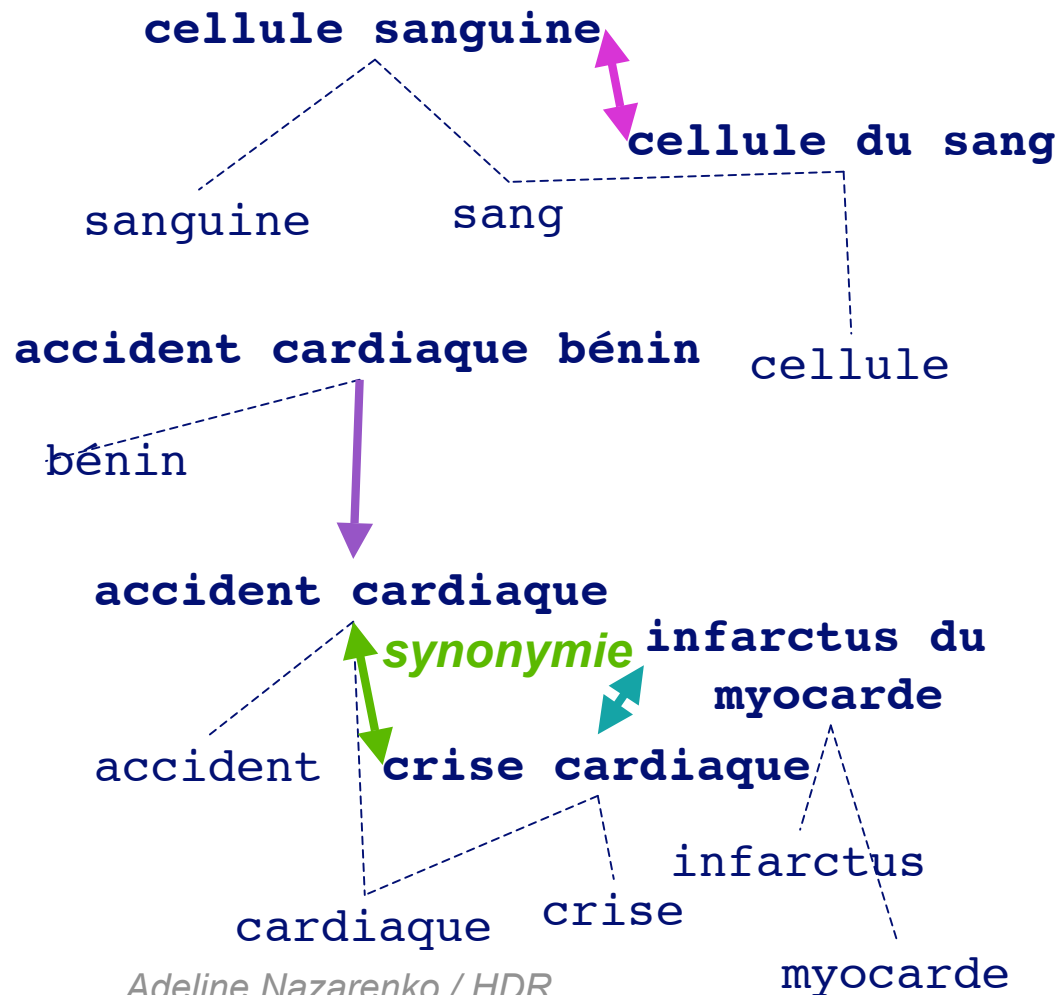 cellule sanguine
cellule du sang
sanguine
sang
accident cardiaque bénin
cellule
bénin
accident cardiaque
synonymie
infarctus du
myocarde
accident
crise cardiaque
infarctus
cardiaque
crise
myocarde
Adeline Nazarenko / HDR